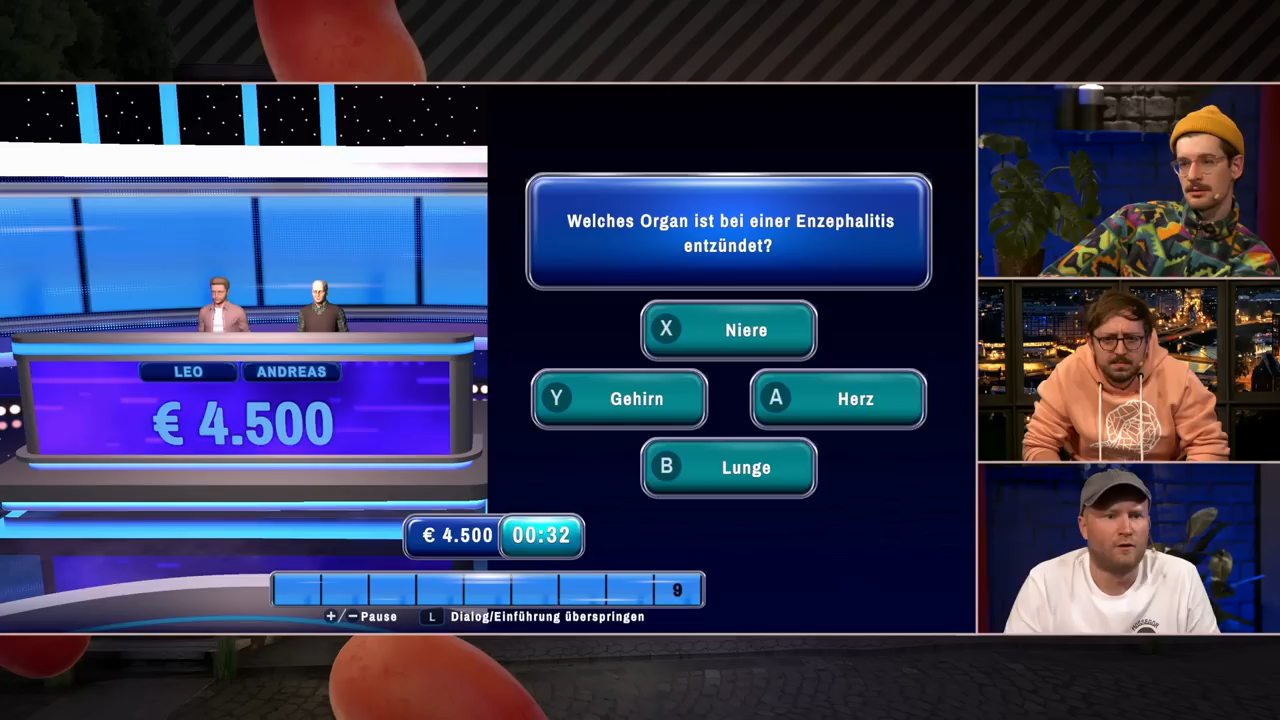 Welches Organ ist bei einer Enzephalitis
entzündet?
X Niere
Y Gehirn
A Herz
B Lunge
LEO ANDREAS
€ 4.500
€ 4.500 00:32
9
+/− Pause L Dialog/Einführung überspringen